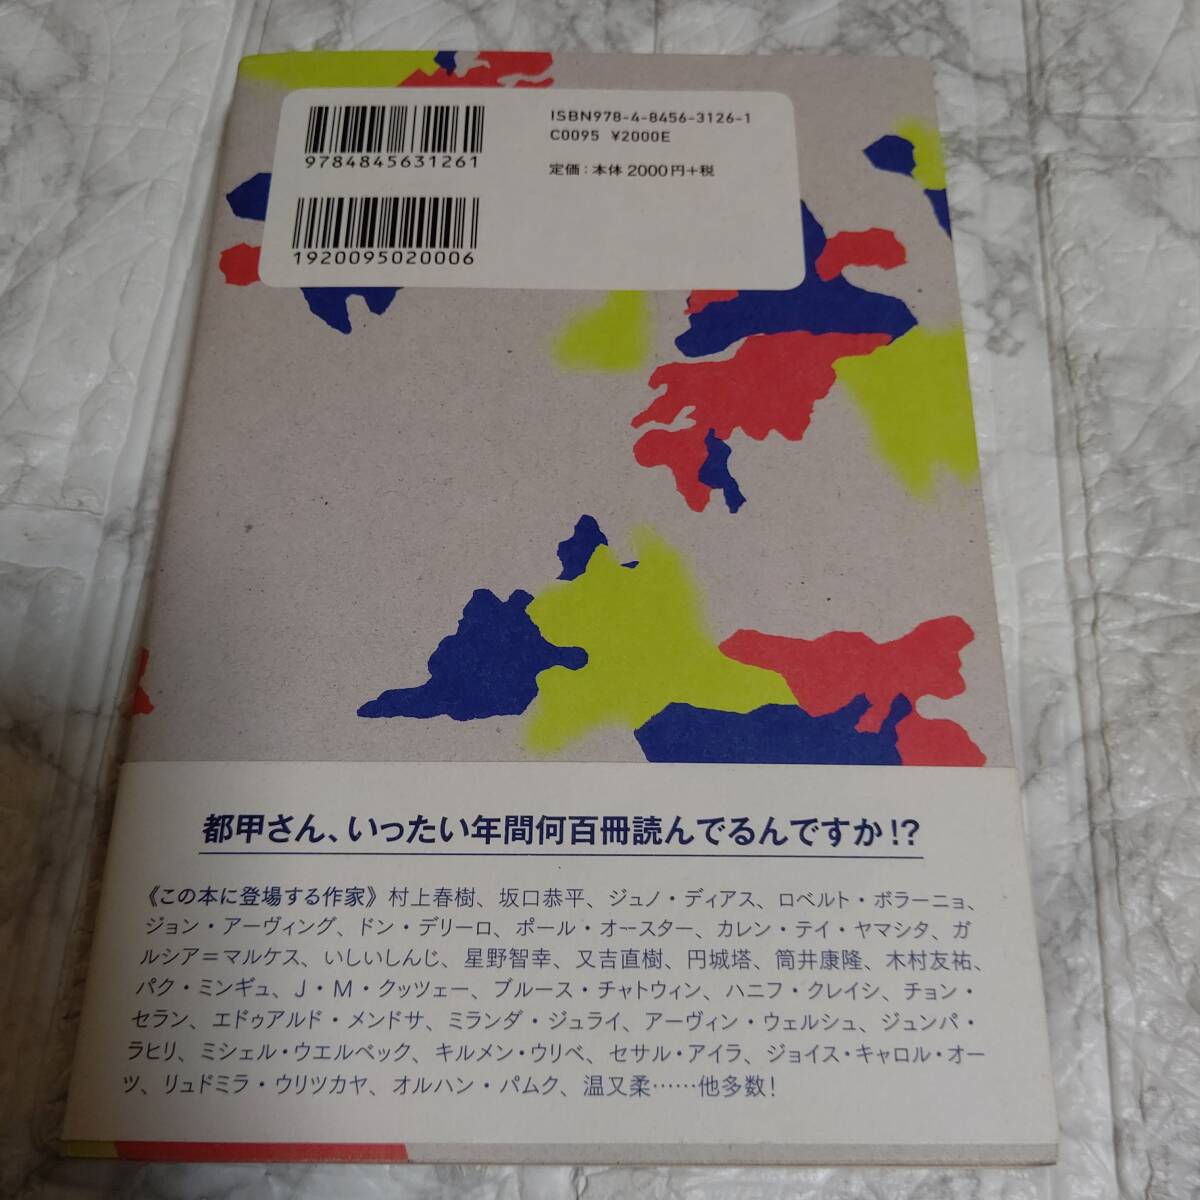 ISBN978-4-8456-3126-1
C0095 ¥2000E
定価：本体2000円+税
9784845631261
1920095020006
都甲さん、いったい年間何百冊読んでるんですか!?
《この本に登場する作家》村上春樹、坂口恭平、ジュノ・ディアス、ロベルト・ボラーニョ、
ジョン・アーヴィング、ドン・デリーロ、ポール・オースター、カレン・テイ・ヤマシタ、ガ
ルシア＝マルケス、いしいしんじ、星野智幸、又吉直樹、円城塔、筒井康隆、木村友祐、
パク・ミンギュ、J・M・クッツェー、ブルース・チャトウィン、ハニフ・クレイシ、チョン・
セラン、エドゥアルド・メンドサ、ミランダ・ジュライ、アーヴィン・ウェルシュ、ジュンパ・
ラヒリ、ミシェル・ウエルベック、キルメン・ウリベ、セサル・アイラ、ジョイス・キャロル・オー
ツ、リュドミラ・ウリツカヤ、オルハン・パムク、温又柔……他多数!